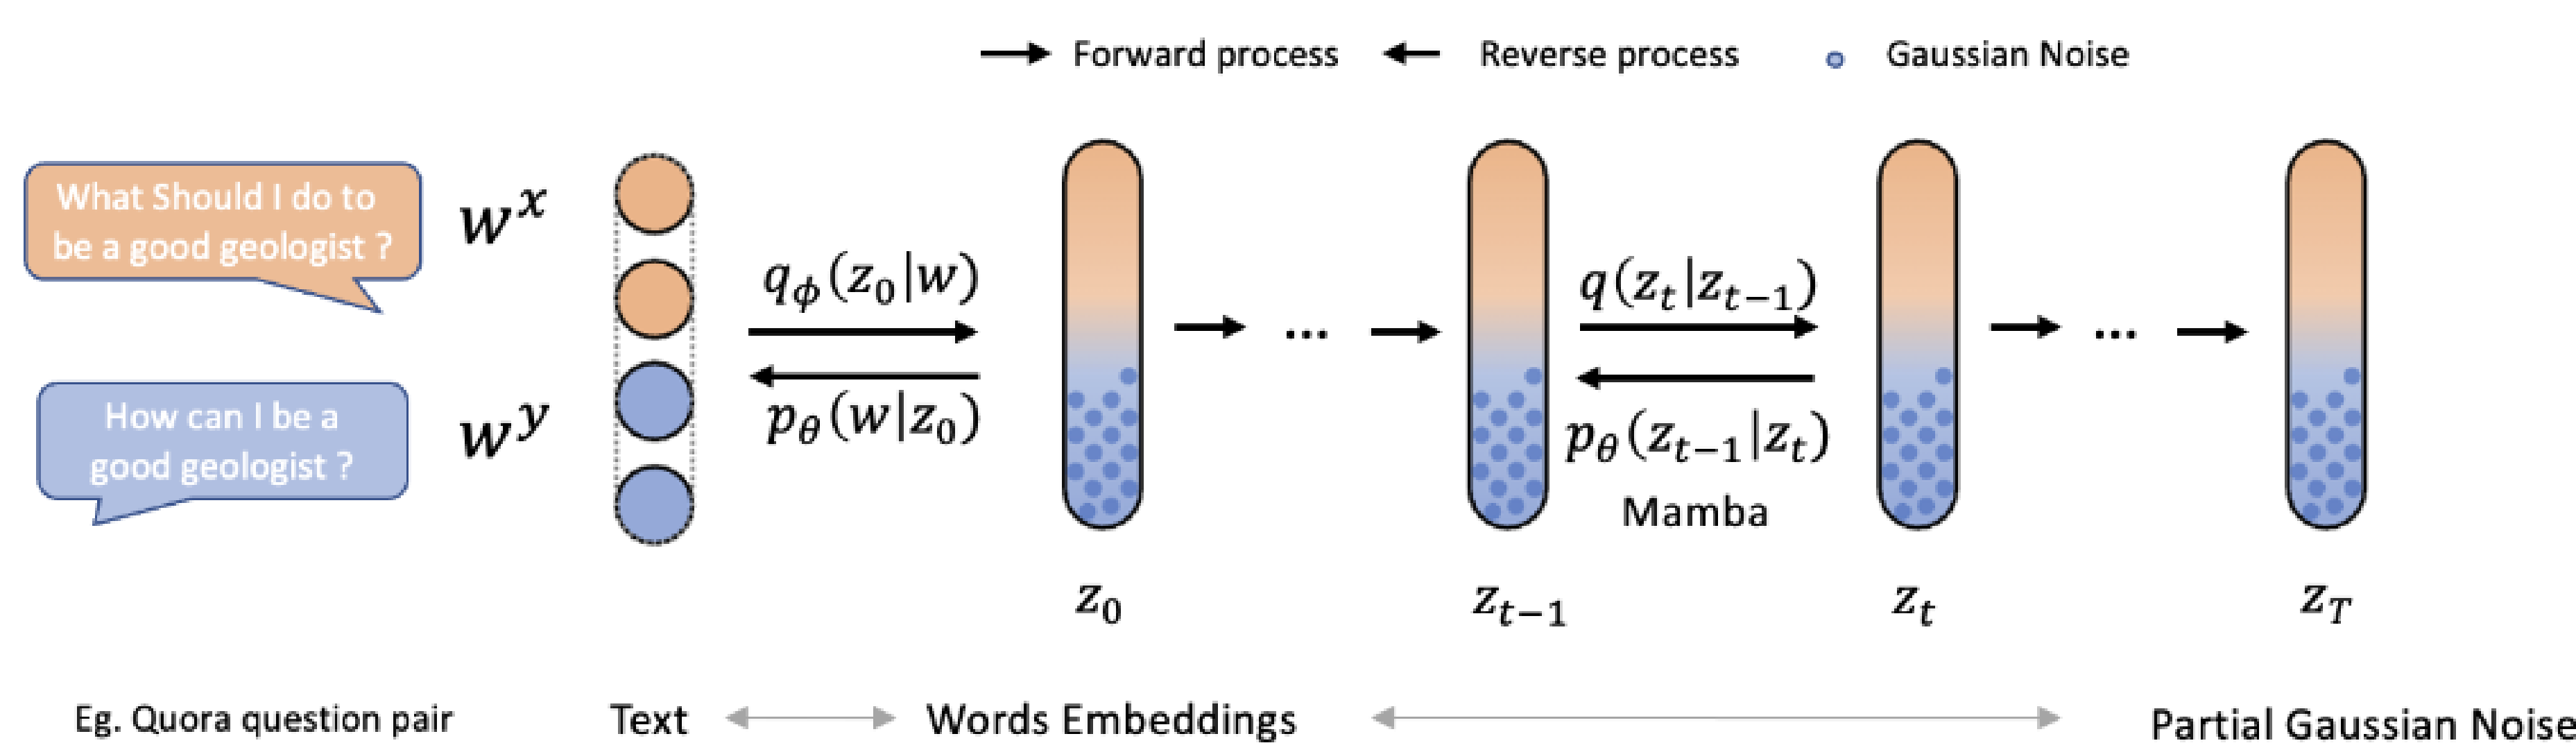 Forward process
Reverse process
Gaussian Noise
What Should I do to
be a good geologist ?
w^x
How can I be a
good geologist ?
w^y
q_ϕ(z_0|w)
p_θ(w|z_0)
...
q(z_t|z_{t-1})
p_θ(z_{t-1}|z_t)
Mamba
...
z_0
z_{t-1}
z_t
z_T
Eg. Quora question pair
Text
Words Embeddings
Partial Gaussian Noise